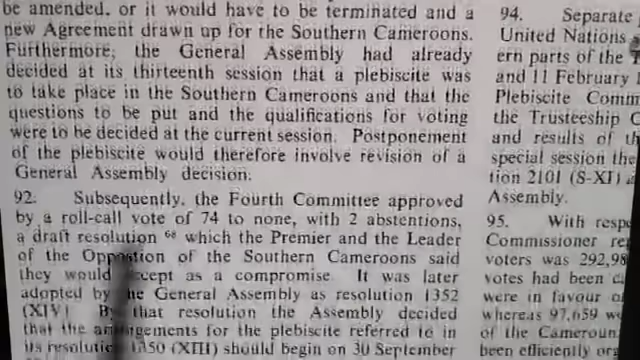 be amended, or it would have to be terminated and a
new Agreement drawn up for the Southern Cameroons.
Furthermore, the General Assembly had already
decided at its thirteenth session that a plebiscite was
to take place in the Southern Cameroons and that the
questions to be put and the qualifications for voting
were to be decided at the current session. Postponement
of the plebiscite would therefore involve revision of a
General Assembly decision.
92. Subsequently, the Fourth Committee approved
by a roll-call vote of 74 to none, with 2 abstentions,
a draft resolution 68 which the Premier and the Leader
of the Opposition of the Southern Cameroons said
they would accept as a compromise. It was later
adopted by the General Assembly as resolution 1352
(XIV). By that resolution the Assembly decided
that the arrangements for the plebiscite referred to in
its resolution 1350 (XIII) should begin on 30 September
94. Separate
United Nations
ern parts of the
and 11 February
Plebiscite Comm
the Trusteeship C
and results of th
special session the
tion 2101 (S-XI)
Assembly.
95. With resp
Commissioner re
voters was 292,98
votes had been c
were in favour o
whereas 97,659 w
of the Cameroun
been efficiently org